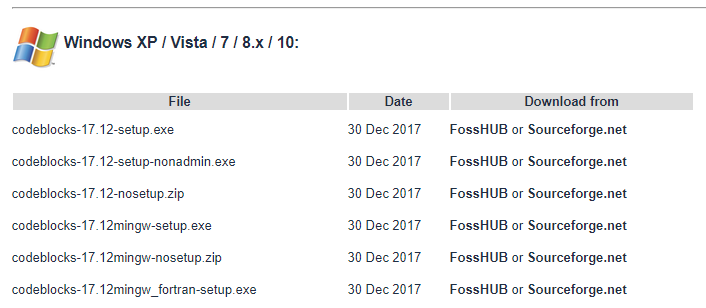 Windows XP / Vista / 7 / 8.x / 10:
File Date Download from
codeblocks-17.12-setup.exe 30 Dec 2017 FossHUB or Sourceforge.net
codeblocks-17.12-setup-nonadmin.exe 30 Dec 2017 FossHUB or Sourceforge.net
codeblocks-17.12-nosetup.zip 30 Dec 2017 FossHUB or Sourceforge.net
codeblocks-17.12mingw-setup.exe 30 Dec 2017 FossHUB or Sourceforge.net
codeblocks-17.12mingw-nosetup.zip 30 Dec 2017 FossHUB or Sourceforge.net
codeblocks-17.12mingw_fortran-setup.exe 30 Dec 2017 FossHUB or Sourceforge.net